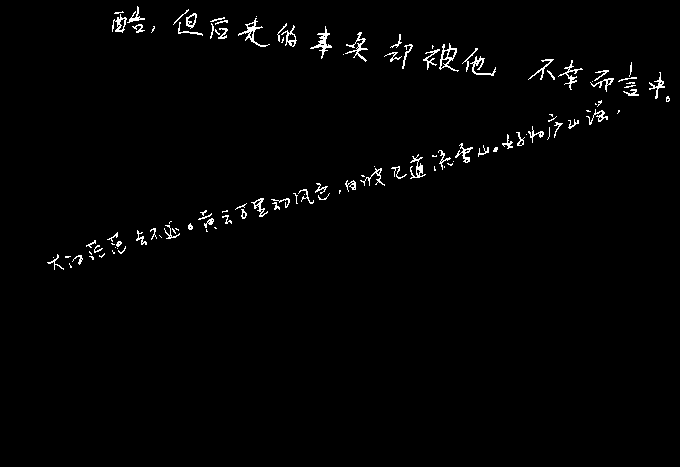 酷，但后来的事实却被他 不幸而言中。
大江茫茫去不还。黄云万里动风色，白波九道流雪山。好为庐山谣，